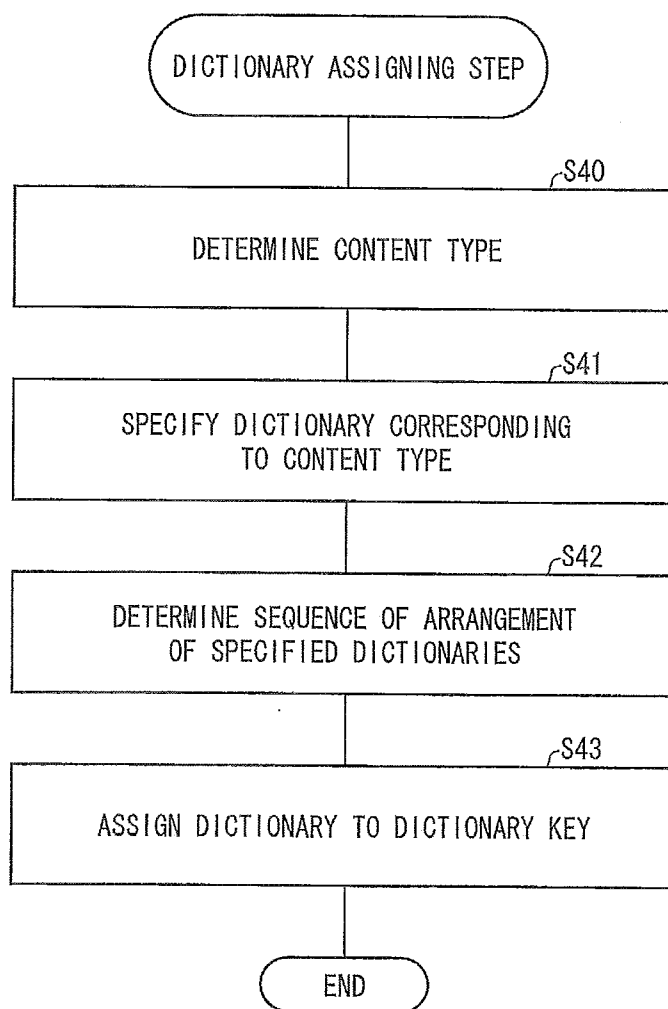 DICTIONARY ASSIGNING STEP
S40
DETERMINE CONTENT TYPE
S41
SPECIFY DICTIONARY CORRESPONDING
TO CONTENT TYPE
S42
DETERMINE SEQUENCE OF ARRANGEMENT
OF SPECIFIED DICTIONARIES
S43
ASSIGN DICTIONARY TO DICTIONARY KEY
END